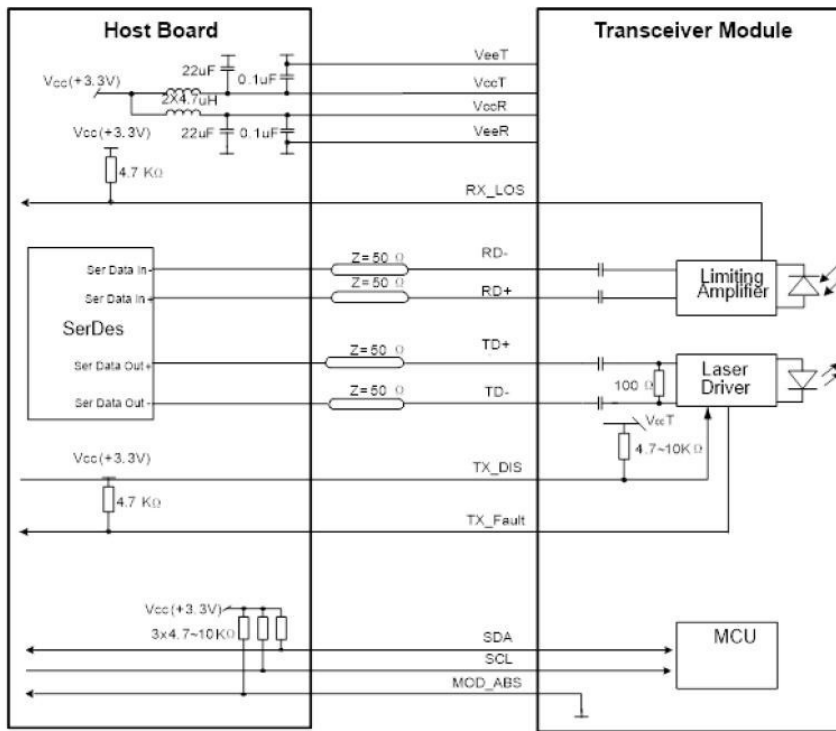 Host Board
Transceiver Module
VeeT
22uF
0.1uF
Vcc(+3.3V)
VccT
2X4.7uH
VccR
Vcc(+3.3V)
22uF
0.1uF
VeeR
4.7 KΩ
RX_LOS
Z=50 Ω
RD-
Ser Data In-
Z=50 Ω
Limiting
Amplifier
Ser Data In+
RD+
SerDes
Z=50 Ω
TD+
Ser Data Out+
Laser
Driver
100 Ω
Z=50 Ω
TD-
Ser Data Out-
VccT
4.7~10KΩ
Vcc(+3.3V)
TX_DIS
4.7 KΩ
TX_Fault
Vcc(+3.3V)
3x4.7~10KΩ
SDA
MCU
SCL
MOD_ABS